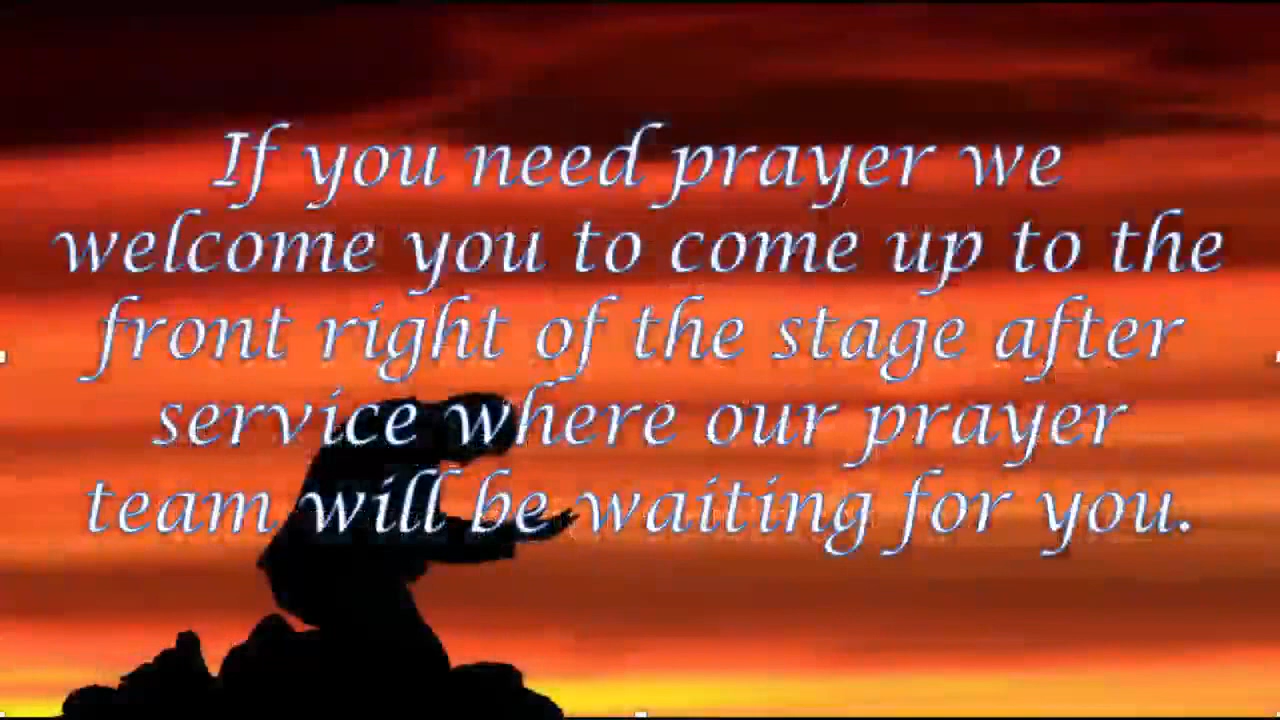 If you need prayer we
welcome you to come up to the
front right of the stage after
service where our prayer
team will be waiting for you.